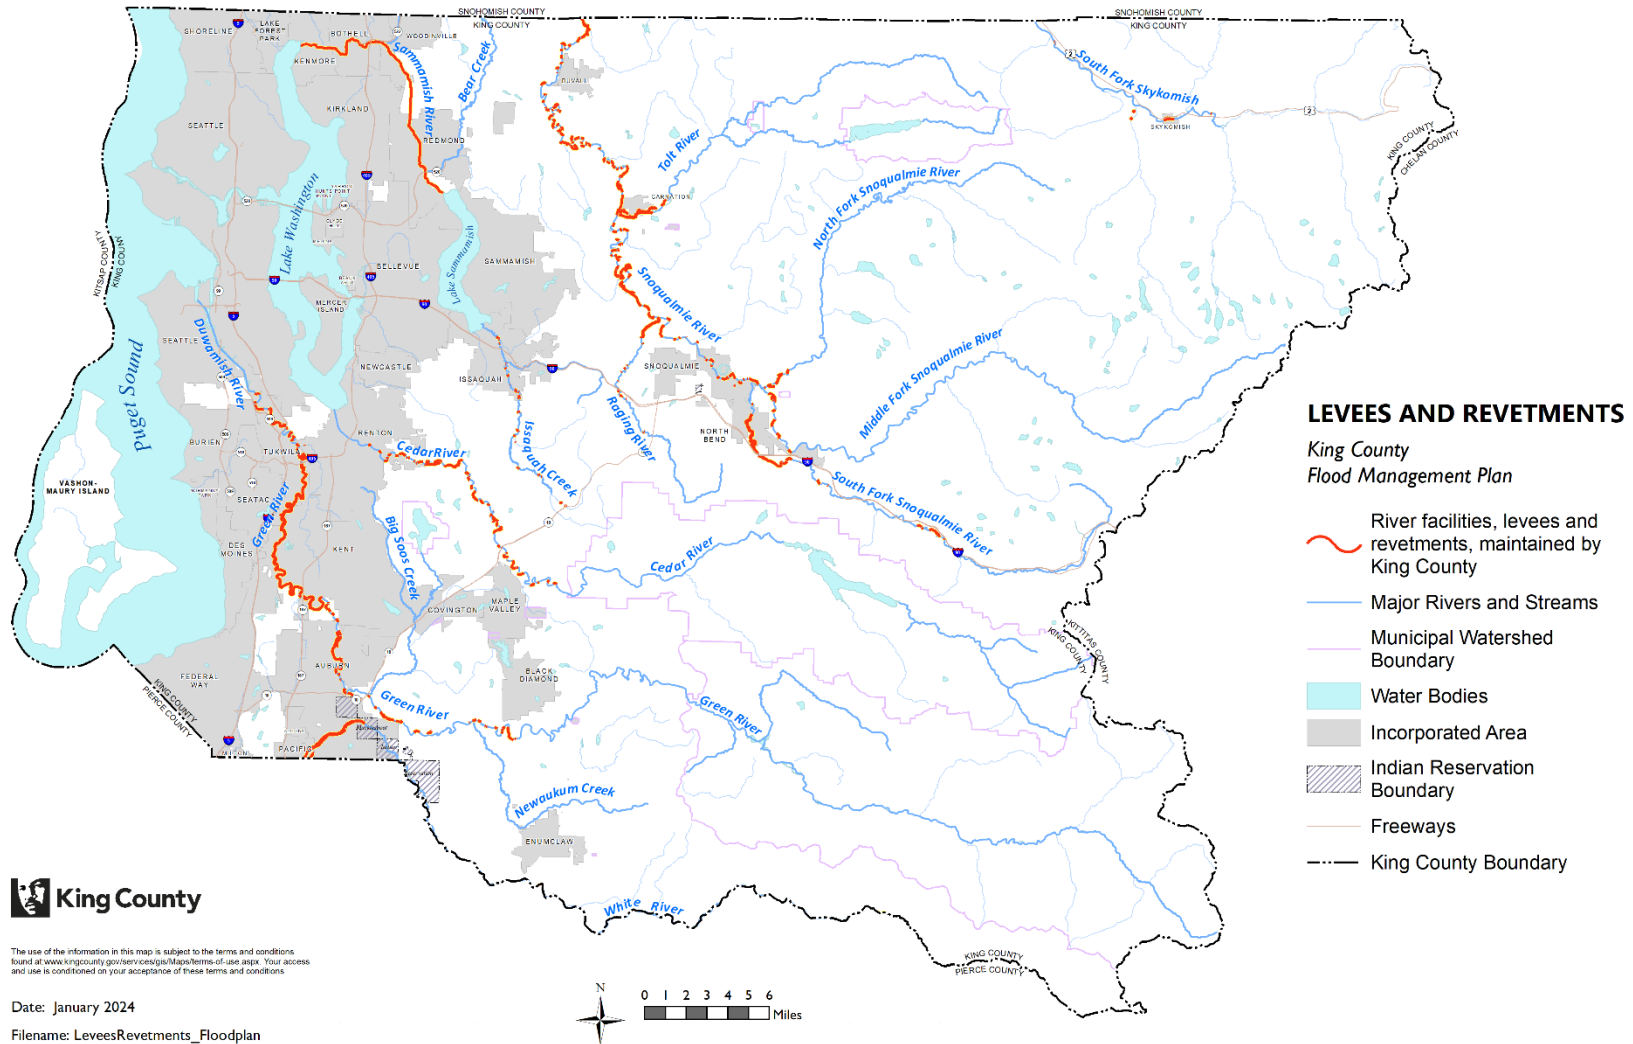 SNOHOMISH COUNTY
KING COUNTY
SNOHOMISH COUNTY
KING COUNTY
SHORELINE
LAKE
FOREST
PARK
BOTHELL
WOODINVILLE
KENMORE
Sammamish River
Bear Creek
DUVALL
2
South Fork Skykomish
2
SKYKOMISH
KING COUNTY
CHELAN COUNTY
KIRKLAND
SEATTLE
REDMOND
Tolt River
CARNATION
North Fork Snoqualmie River
Lake Washington
KITSAP COUNTY
KING COUNTY
BELLEVUE
SAMMAMISH
Lake Sammamish
MERCER
ISLAND
Snoqualmie River
SEATTLE
Duwamish River
Puget Sound
NEWCASTLE
ISSAQUAH
SNOQUALMIE
Middle Fork Snoqualmie River
Raging River
NORTH
BEND
BURIEN
RENTON
TUKWILA
Cedar River
Issaquah Creek
VASHON-
MAURY ISLAND
SEATAC
Green River
South Fork Snoqualmie River
DES
MOINES
KENT
Big Soos Creek
Cedar River
COVINGTON
MAPLE
VALLEY
KITTITAS COUNTY
KING COUNTY
AUBURN
FEDERAL
WAY
BLACK
DIAMOND
KING COUNTY
PIERCE COUNTY
Green River
Green River
MILTON
PACIFIC
Newaukum Creek
ENUMCLAW
White River
KING COUNTY
PIERCE COUNTY
LEVEES AND REVETMENTS
King County
Flood Management Plan
River facilities, levees and
revetments, maintained by
King County
Major Rivers and Streams
Municipal Watershed
Boundary
Water Bodies
Incorporated Area
Indian Reservation
Boundary
Freeways
King County Boundary
King County
The use of the information in this map is subject to the terms and conditions
found at:www.kingcounty.gov/services/gis/Maps/terms-of-use.aspx. Your access
and use is conditioned on your acceptance of these terms and conditions
Date: January 2024
Filename: LeveesRevetments_Floodplan
N
0 1 2 3 4 5 6
Miles